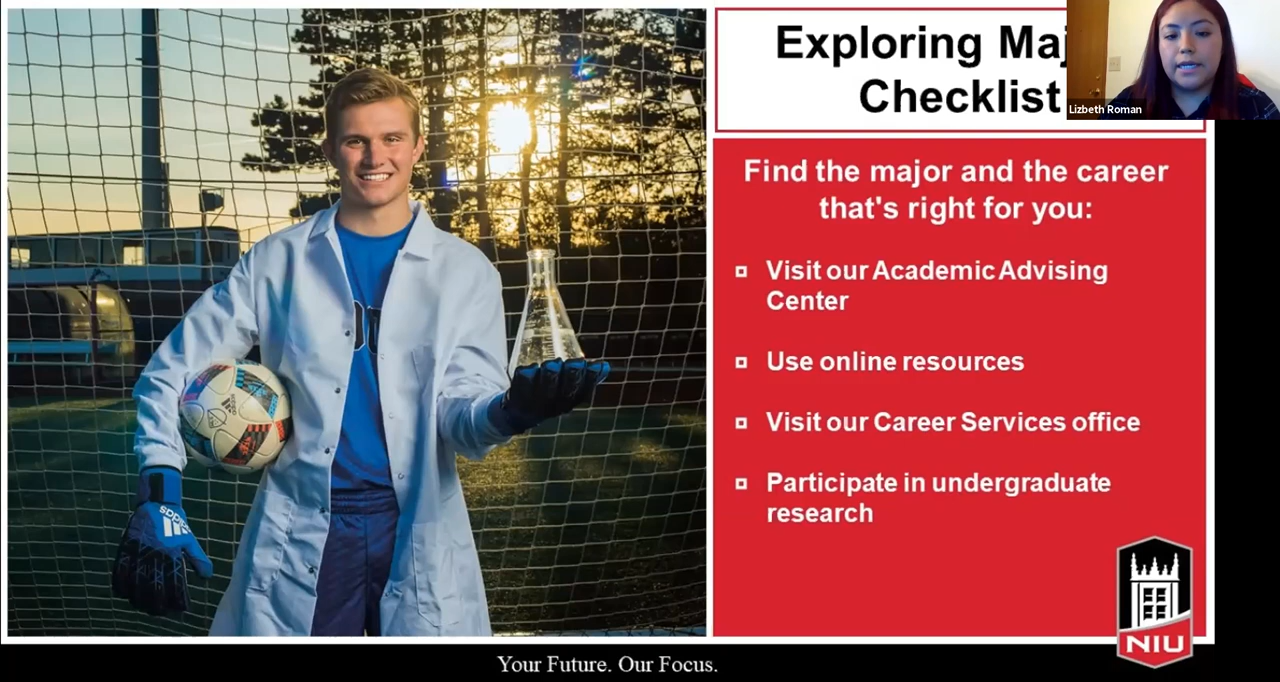 Exploring Maj
Checklist
Lizbeth Roman
Find the major and the career
that's right for you:
Visit our Academic Advising
Center
Use online resources
Visit our Career Services office
Participate in undergraduate
research
adidas
NIU
Your Future. Our Focus.